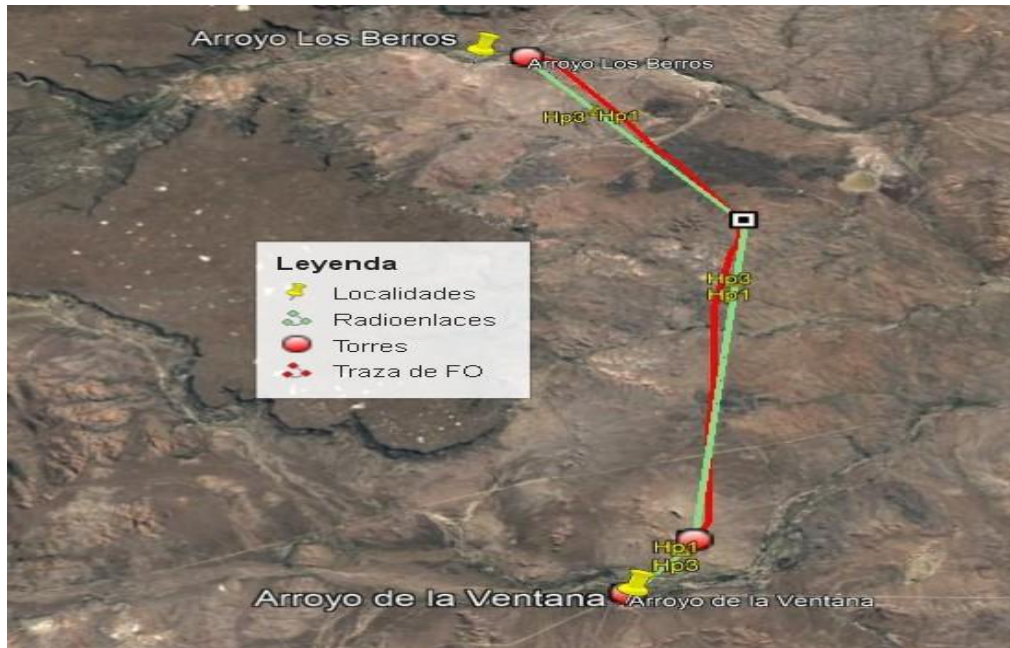 Arroyo Los Berros
Arroyo Los Berros
Hp3 Hp1
Leyenda
Localidades
Radioenlaces
Torres
Traza de FO
Hp3
Hp1
Hp1
Hp3
Arroyo de la Ventana
Arroyo de la Ventana